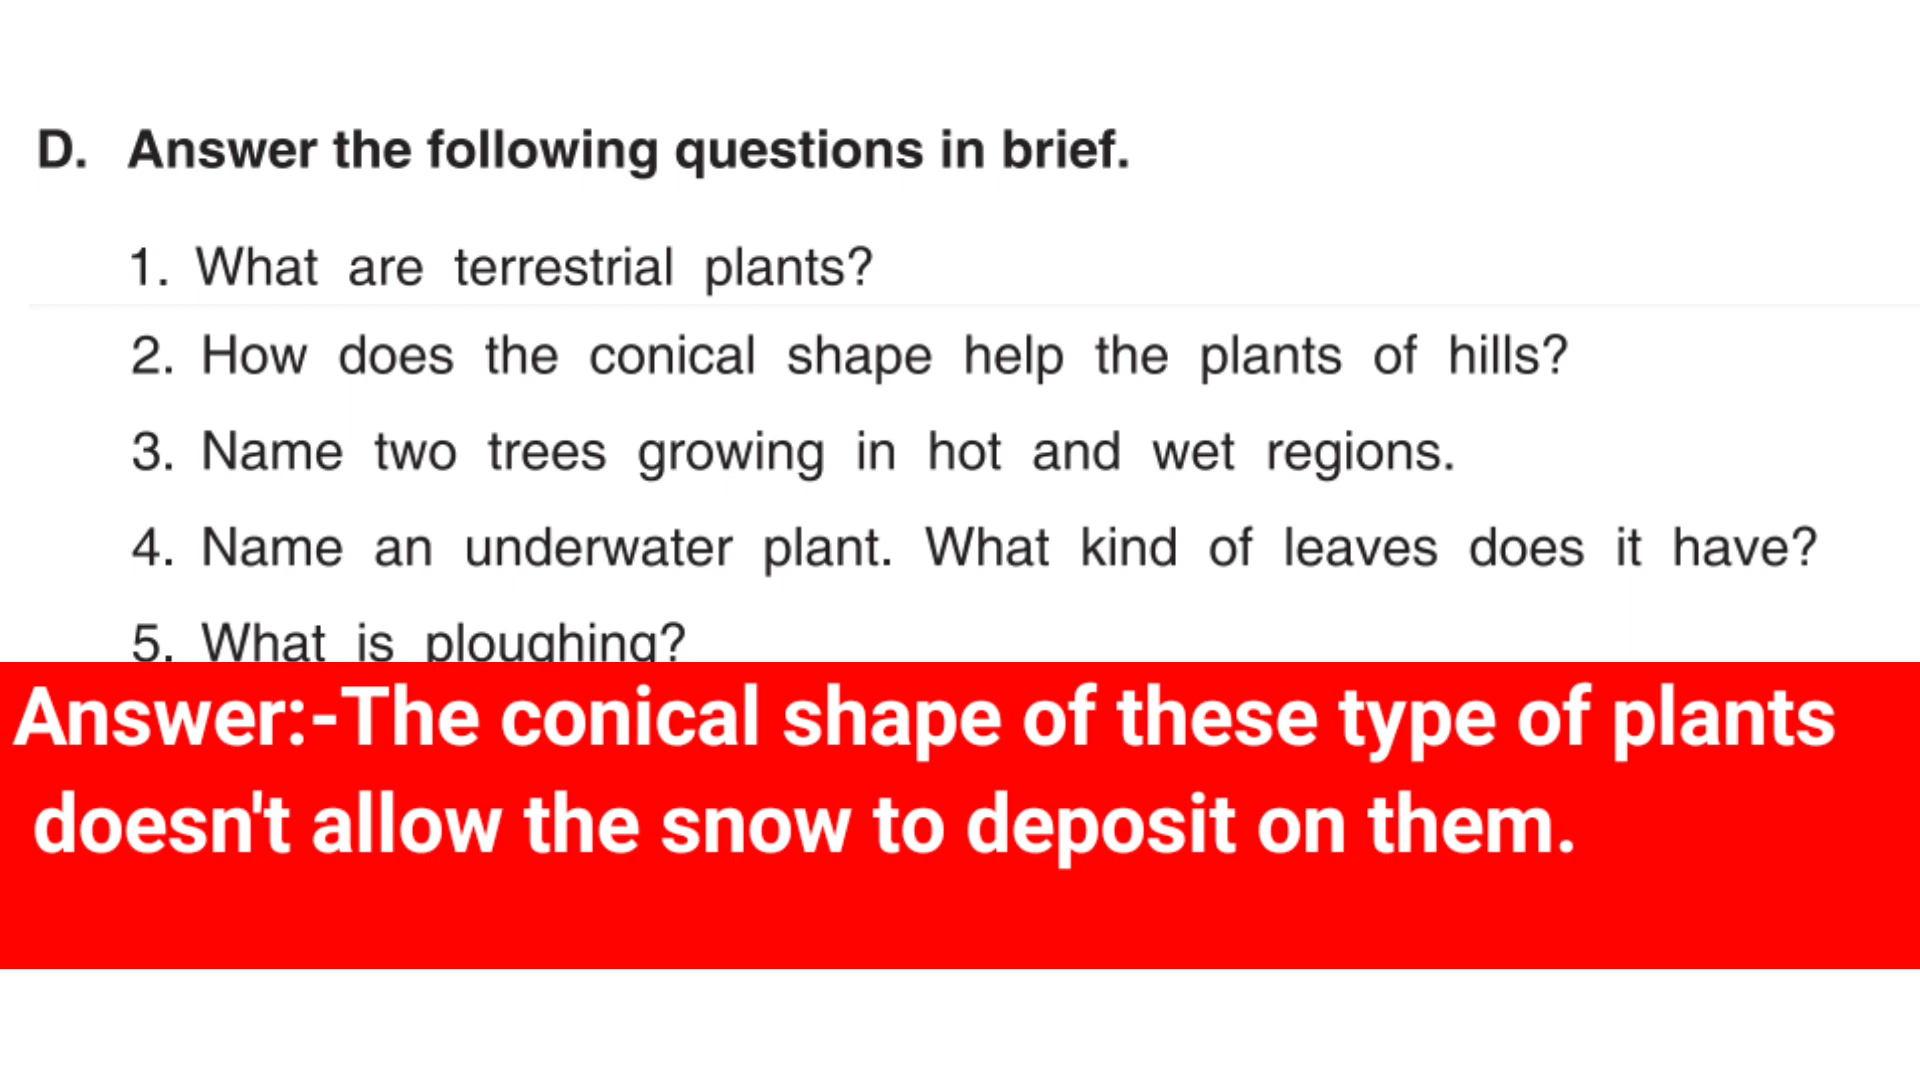 D. Answer the following questions in brief.
1. What are terrestrial plants?
2. How does the conical shape help the plants of hills?
3. Name two trees growing in hot and wet regions.
4. Name an underwater plant. What kind of leaves does it have?
5. What is ploughing?
Answer:-The conical shape of these type of plants
doesn't allow the snow to deposit on them.